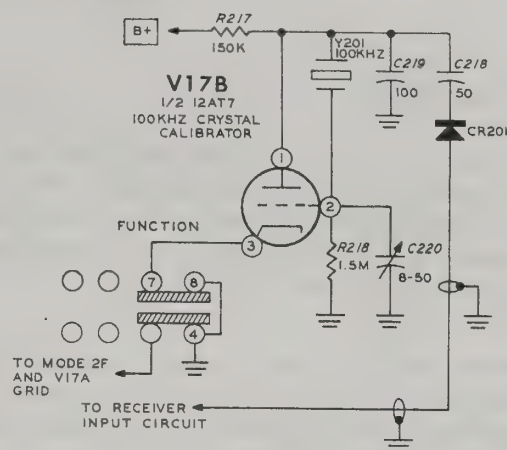 B+
R217
150K
Y201
100KHZ
C219
100
C218
50
CR201
V17B
1/2 12AT7
100KHZ CRYSTAL
CALIBRATOR
1
2
3
R218
1.5M
C220
8-50
FUNCTION
7
8
4
TO MODE 2F
AND V17A
GRID
TO RECEIVER
INPUT CIRCUIT